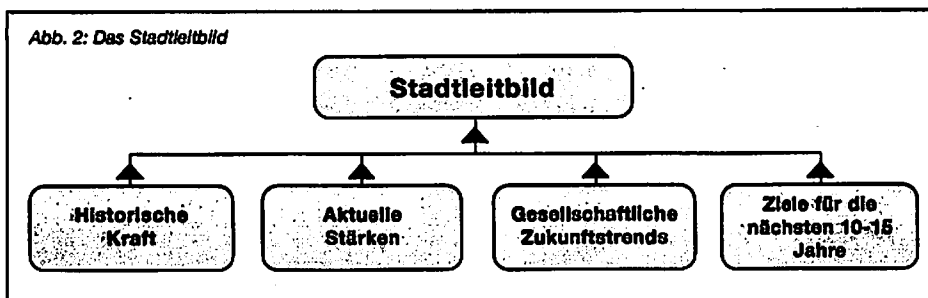 Abb. 2: Das Stadtleitbild
Stadtleitbild
Historische
Kraft
Aktuelle
Stärken
Gesellschaftliche
Zukunftstrends
Ziele für die
nächsten 10-15
Jahre